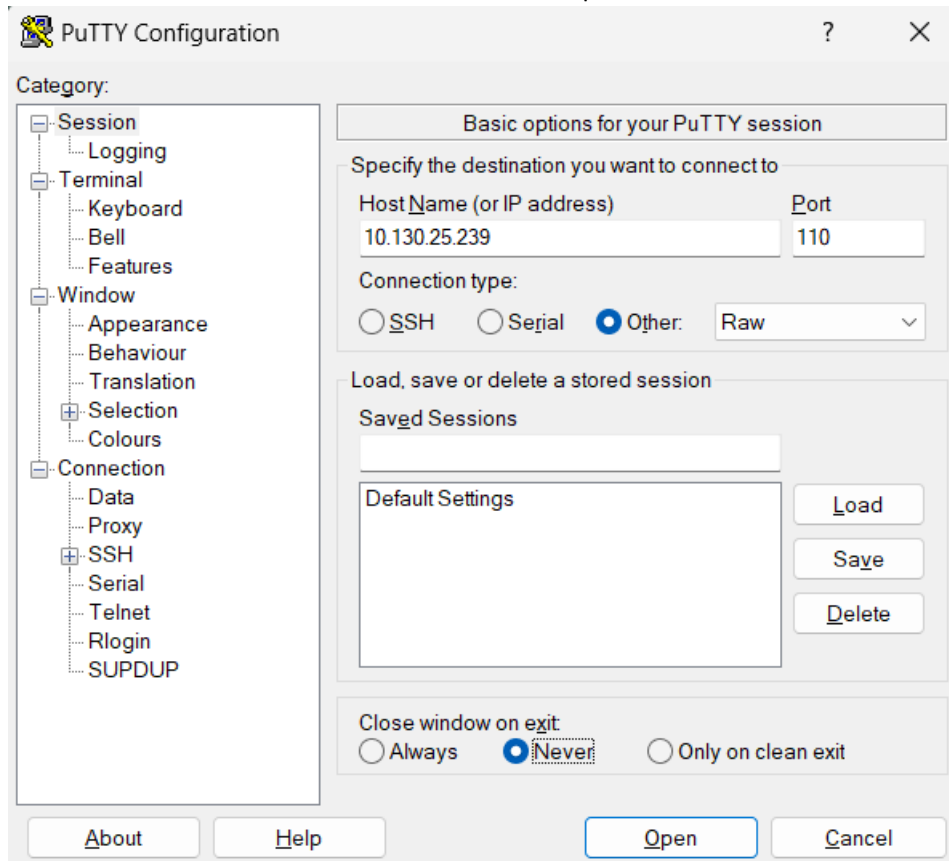 PuTTY Configuration
?
Category:
Session
Logging
Terminal
Keyboard
Bell
Features
Window
Appearance
Behaviour
Translation
Selection
Colours
Connection
Data
Proxy
SSH
Serial
Telnet
Rlogin
SUPDUP
Basic options for your PuTTY session
Specify the destination you want to connect to
Host Name (or IP address) Port
10.130.25.239 110
Connection type:
SSH Serial Other: Raw
Load, save or delete a stored session
Saved Sessions
Default Settings
Load
Save
Delete
Close window on exit:
Always Never Only on clean exit
About Help Open Cancel